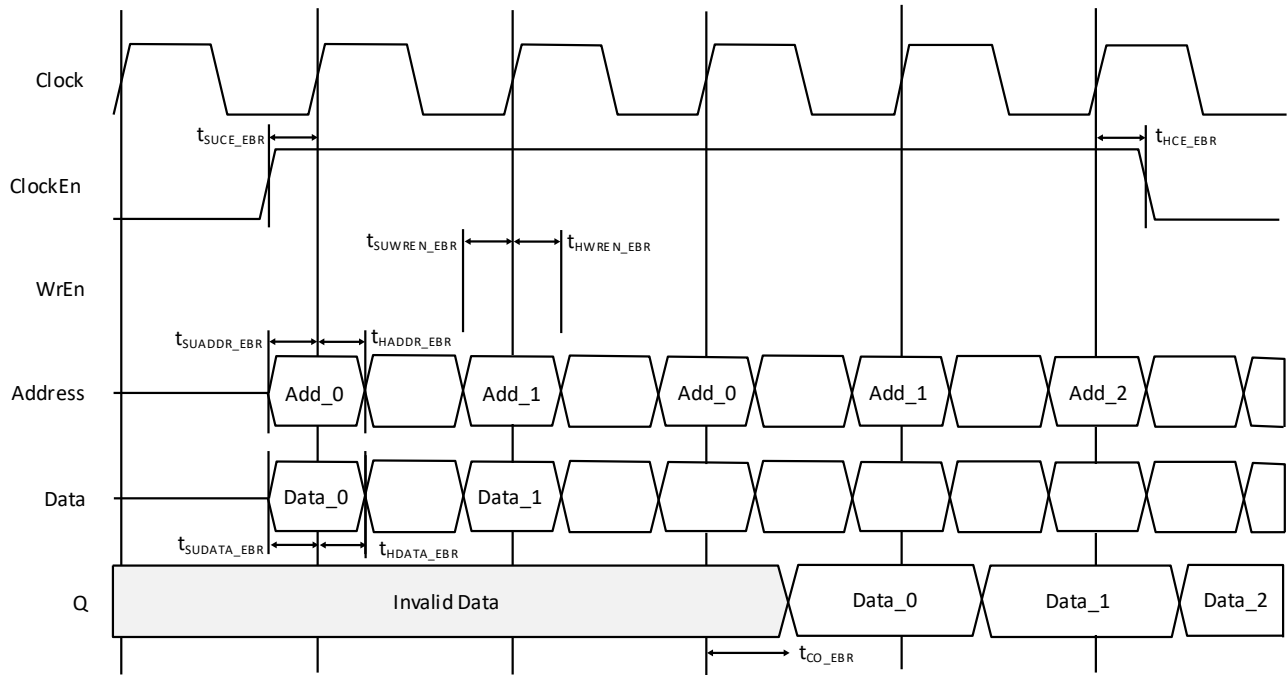 Clock
tSUCE_EBR
tHCE_EBR
ClockEn
tSUWREN_EBR
tHWREN_EBR
WrEn
tSUADDR_EBR
tHADDR_EBR
Address
Add_0
Add_1
Add_0
Add_1
Add_2
Data
Data_0
Data_1
tSUDATA_EBR
tHDATA_EBR
Q
Invalid Data
Data_0
Data_1
Data_2
tCO_EBR